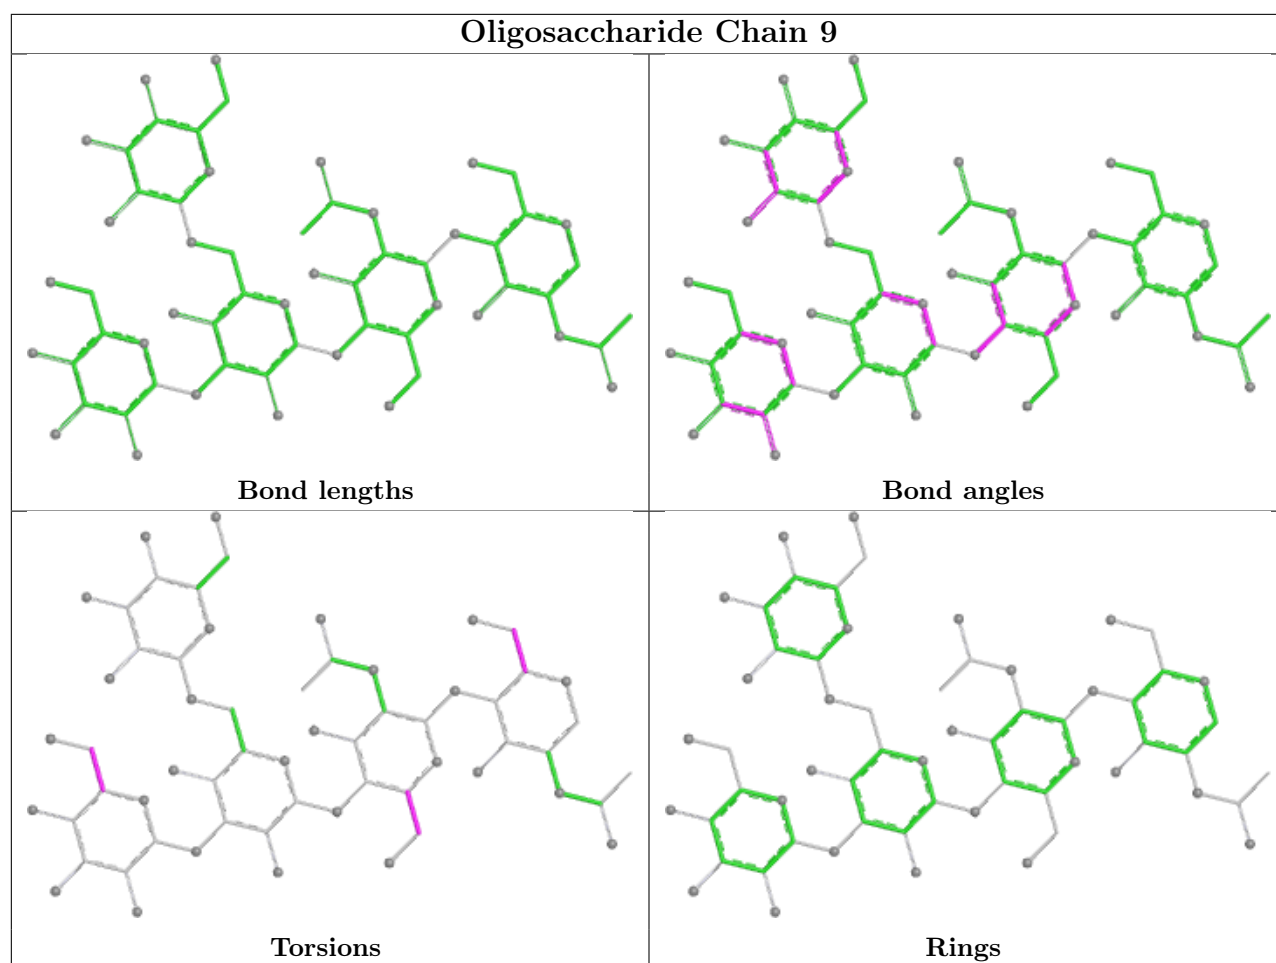 Oligosaccharide Chain 9
Bond lengths
Bond angles
Torsions
Rings